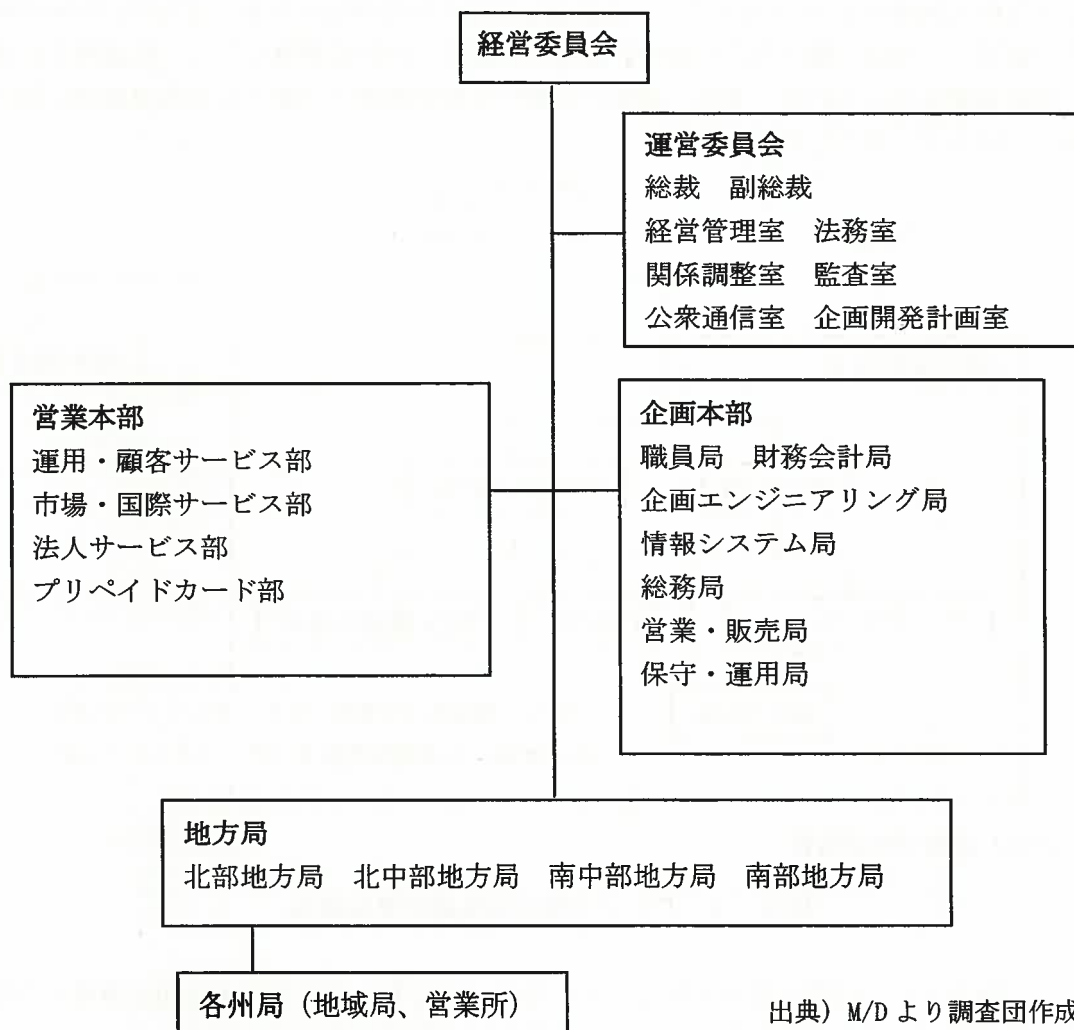 経営委員会
運営委員会
総裁　副総裁
経営管理室　法務室
関係調整室　監査室
公衆通信室　企画開発計画室
営業本部
運用・顧客サービス部
市場・国際サービス部
法人サービス部
プリペイドカード部
企画本部
職員局　財務会計局
企画エンジニアリング局
情報システム局
総務局
営業・販売局
保守・運用局
地方局
北部地方局　北中部地方局　南中部地方局　南部地方局
各州局（地域局、営業所）
出典）M/Dより調査団作成